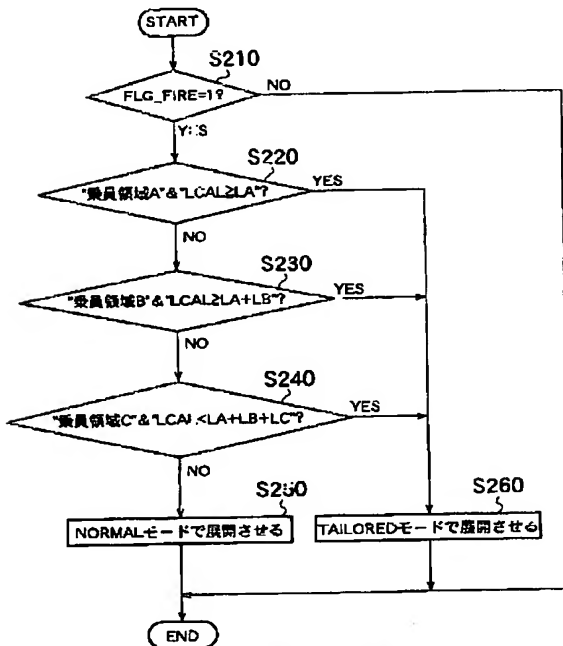 START
S210
FLG_FIRE=1?
NO
YES
S220
"乗員領域A"&"LCAL≥LA"?
YES
NO
S230
"乗員領域B"&"LCAL≥LA+LB"?
YES
NO
S240
"乗員領域C"&"LCAL<LA+LB+LC"?
YES
NO
S250
NORMALモードで展開させる
S260
TAILOREDモードで展開させる
END